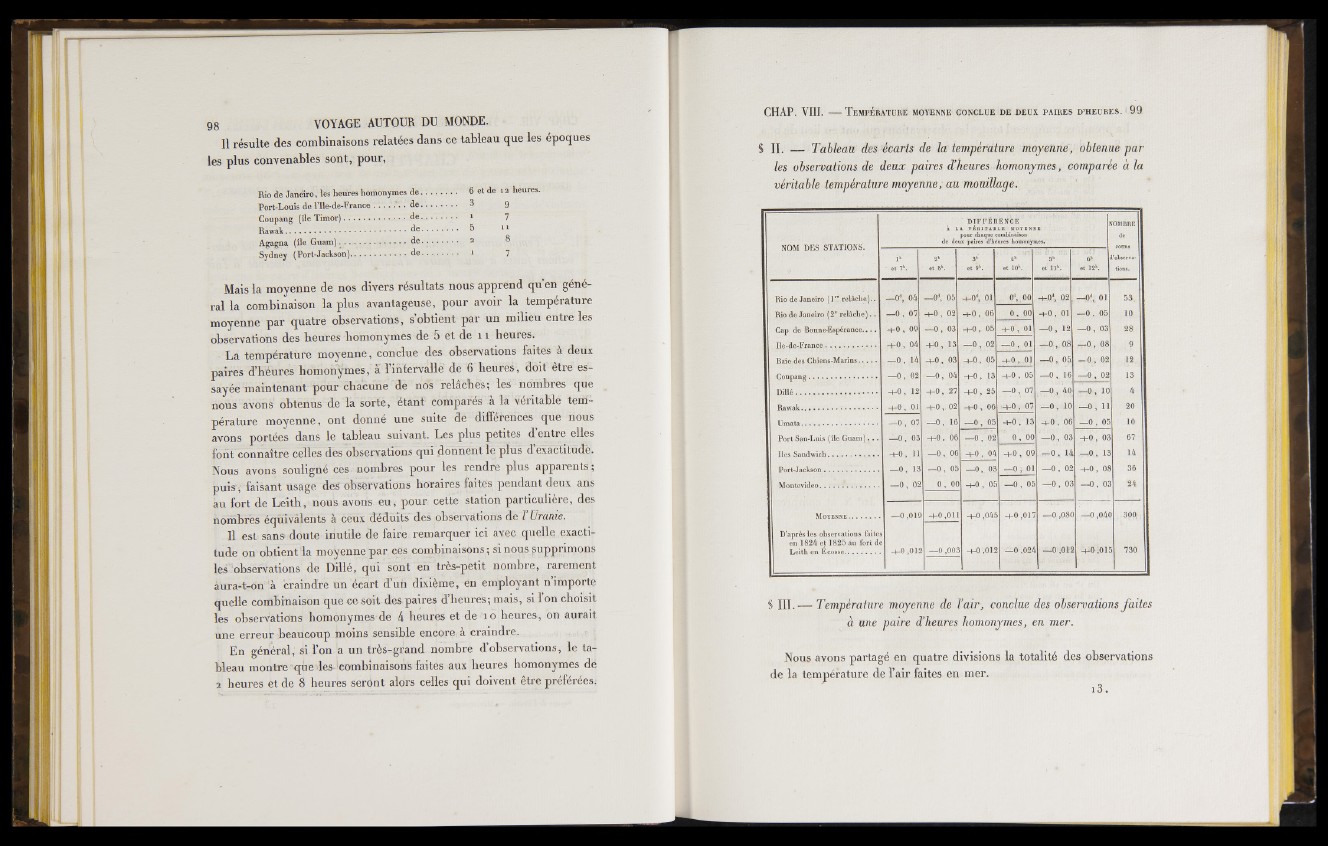 98 VOYAGE AUTOUR DU MONDE.
Il résulte des combinaisons relatées dans ce tableau que les époques
les plus convenables sont, pour,
Rio de Janeiro, les heures homonymes de........ 6 et de 12 heures.
Port-Louis de l'Ile-de-France....... de........ 3 9
Coupang (île Timor)............. de........ 1 7
Rawak........................ de........ 5 11
Agagna (île Guam)............... de........ 2 8
Sydney (Port-Jackson)............ de........ 1 7
Mais la moyenne de nos divers résultats nous apprend qu'en géné-
ral la combinaison la plus avantageuse, pour avoir la température
moyenne par quatre observations, s'obtient par un milieu entre les
observations des heures homonymes de 5 et de 11 heures.
La température moyenne, conclue des observations faites à deux
paires d'heures homonymes, à l'intervalle de 6 heures, doit être es-
sayée maintenant pour chacune de nos relâches; les nombres que
nous avons obtenus de la sorte, étant comparés à la véritable tem-
pérature moyenne, ont donné une suite de différences que nous
avons portées dans le tableau suivant. Les plus petites d'entre elles
font connaître celles des observations qui donnent le plus d'exactitude.
Nous avons souligné ces nombres pour les rendre plus apparents;
puis, faisant usage des observations horaires faites pendant deux ans
au fort de Leith, nous avons eu, pour cette station particulière, des
nombres équivalents à ceux déduits des observations de l'Uranie.
Il est sans doute inutile de faire remarquer ici avec quelle exacti-
tude on obtient la moyenne par ces combinaisons; si nous supprimons
les observations de Dillé, qui sont en très-petit nombre, rarement
aura-t-on à craindre un écart d'un dixième, en employant n'importe
quelle combinaison que ce soit des paires d'heures; mais, si l'on choisit
les observations homonymes de 4 heures et de 10 heures, on aurait
une erreur beaucoup moins sensible encore à craindre.
En général, si l'on a un très-grand nombre d'observations, le ta-
bleau montre que les combinaisons faites aux heures homonymes de
2 heures et de 8 heures seront alors celles qui doivent être préférées.
CHAP. VIII. — TEMPÉRATURE MOYENNE CONCLUE DE DEUX PAIRES D'HEURES. 99
§ II. — Tableau des écarts de la température moyenne, obtenue par
les observations de deux paires d'heures homonymes, comparée à la
véritable température moyenne, au mouillage.
NOM DES STATIONS.
DIFFÉRENCE
À LA VÉRITABLE MOYENNE
pour chaque combinaison
de deux paires d'heures homonymes.
NOMBRE
de
d'observa-
tions.
1h et 7h. 2h et 8h. 3h et 9h. 4h et 10h. 5h et 11h. 6h et 12h.
Rio de Janeiro (1re relâche).. —0d, 04 —0d, 05 +0d, 01 0d, 00 +0d, 02 —0d, 01 53
Rio de Janeiro (2e relâche).. —0, 07 +0, 02 +0, 06 0, 00 +0, 01 —0, 05 10
Cap de Bonne-Espérance.... +0, 09 —0, 03 +0, 05 +0, 01 —0, 12 —0, 03 28
Ile-de-France............ +0, 04 +0, 13 —0, 02 —0, 01 —0, 08 —0, 08 9
Baie des Chiens-Marins..... —0, 14 +0, 03 +0, 05 +0, 01 —0, 05 —0, 02 12
Coupang................ —0, 02 —0, 04 +0, 13 +0, 05 —0, 16 —0, 02 13
Dillé................... +0, 12 +0, 27 +0, 25 —0, 07 —0, 40 —0, 10 4
Rawak.................. +0, 01 +0, 02 +0, 06 +0, 07 —0, 10 —0, 11 20
Umata.................. —0, 07 —0, 16 —0, 05 +0, 13 +0, 06 —0, 05 10
Port San-Luis (île Guam)... —0, 03 +0, 06 —0, 02 0, 00 —0, 03 +0, 03 67
Iles Sandwich............ +0, 11 —0, 06 +0, 04 +0, 09 —0, 14 —0, 13 14
Port-Jackson............. —0, 13 —0, 05 —0, 03 —0, 01 —0, 02 +0, 08 36
Montevideo.............. —0, 02 0, 00 +0, 05 —0, 05 —0, 03 —0, 03 24
MOYENNE........ —0,019 +0,011 +0,045 +0,017 —0,080 —0,040 300
D'après les observations faites
en 1824 et 1825 au fort de
Leith en Écosse......... +0,012 —0,003 +0,012 —0,024 —0,012 +0,015 730
§ III. — Température moyenne de l'air, conclue des observations faites
à une paire d'heures homonymes, en mer.
Nous avons partagé en quatre divisions la totalité des observations
de la température de l'air faites en mer.
13.